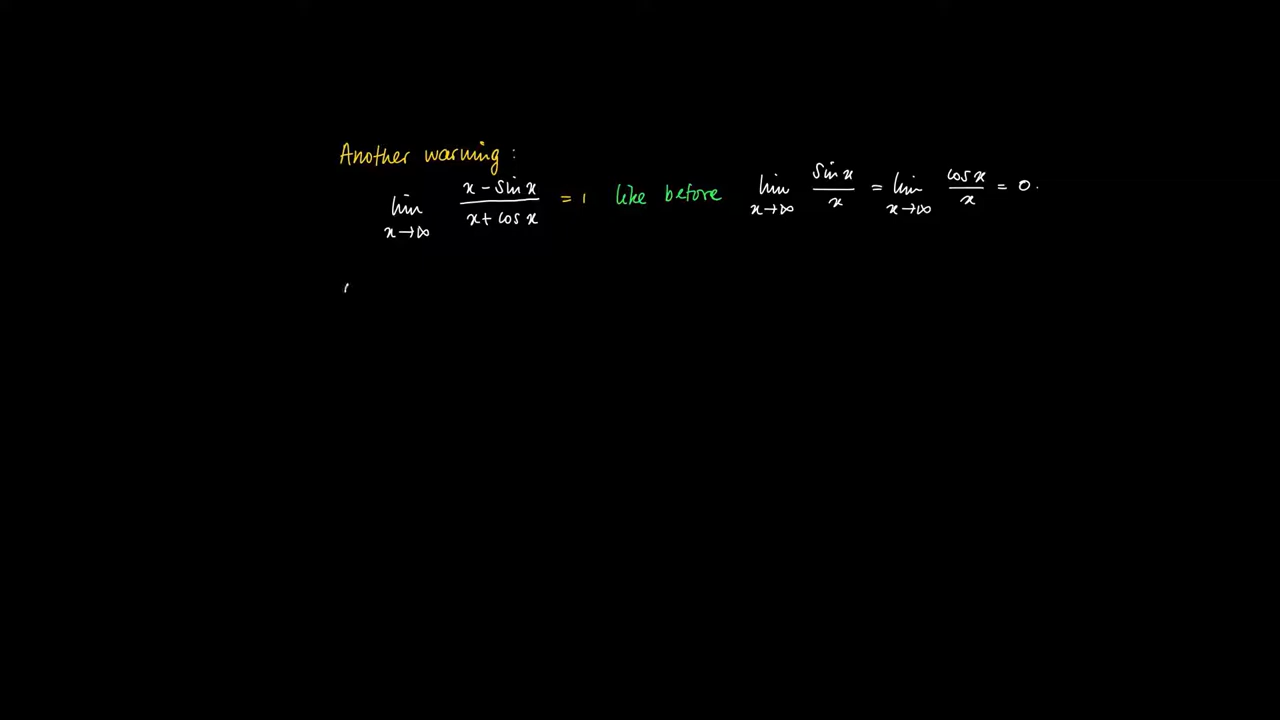 Another warning :
lim x→∞ (x - sin x)/(x + cos x) = 1 like before lim x→∞ sin x/x = lim x→∞ cos x/x = 0.